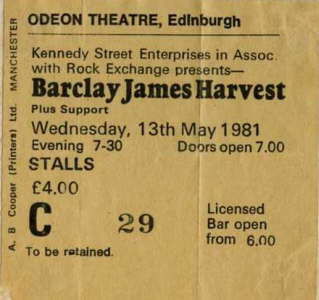 ODEON THEATRE, Edinburgh
Kennedy Street Enterprises in Assoc.
with Rock Exchange presents—
Barclay James Harvest
Plus Support
Wednesday, 13th May 1981
Evening 7-30 Doors open 7.00
STALLS
£4.00
C 29
Licensed
Bar open
from 6.00
To be retained.
A. B Cooper (Printers) Ltd. MANCHESTER